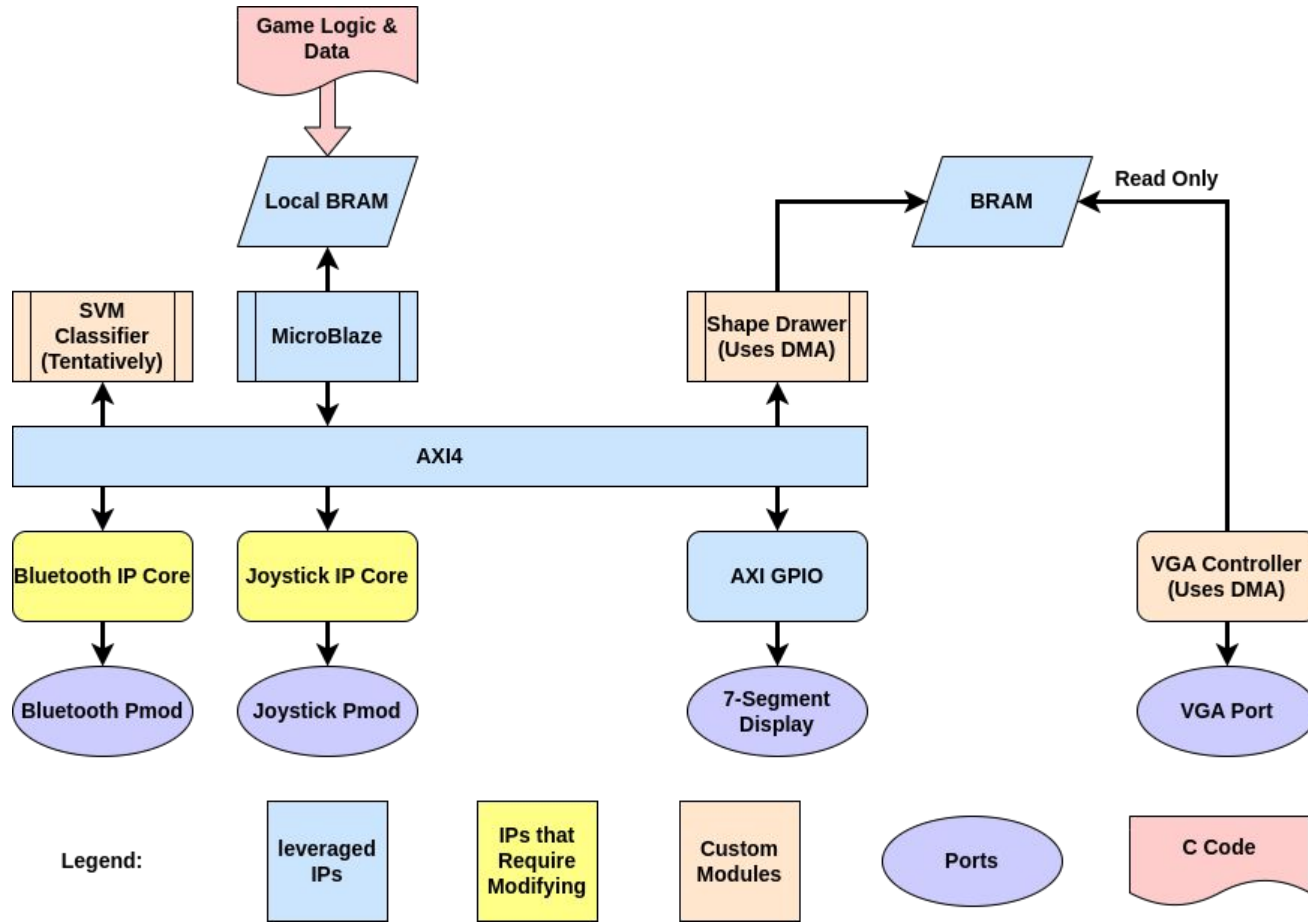 Game Logic &
Data
Local BRAM
BRAM
Read Only
SVM
Classifier
(Tentatively)
MicroBlaze
Shape Drawer
(Uses DMA)
AXI4
Bluetooth IP Core
Joystick IP Core
AXI GPIO
VGA Controller
(Uses DMA)
Bluetooth Pmod
Joystick Pmod
7-Segment
Display
VGA Port
Legend:
leveraged
IPs
IPs that
Require
Modifying
Custom
Modules
Ports
C Code